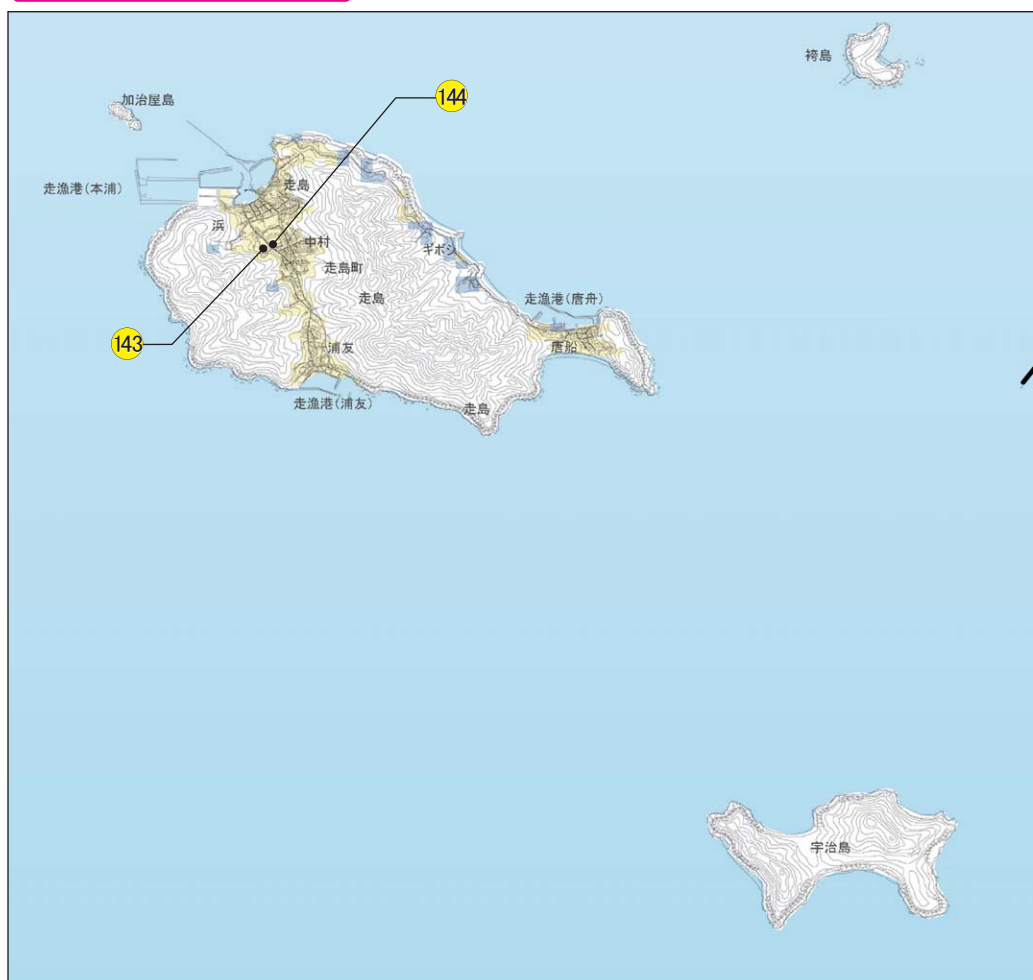 袴島
加治屋島
144
走漁港(本浦)
走島
浜
中村
ギボシ
走島町
走島
走漁港(唐舟)
143
浦友
唐船
走漁港(浦友)
走島
宇治島